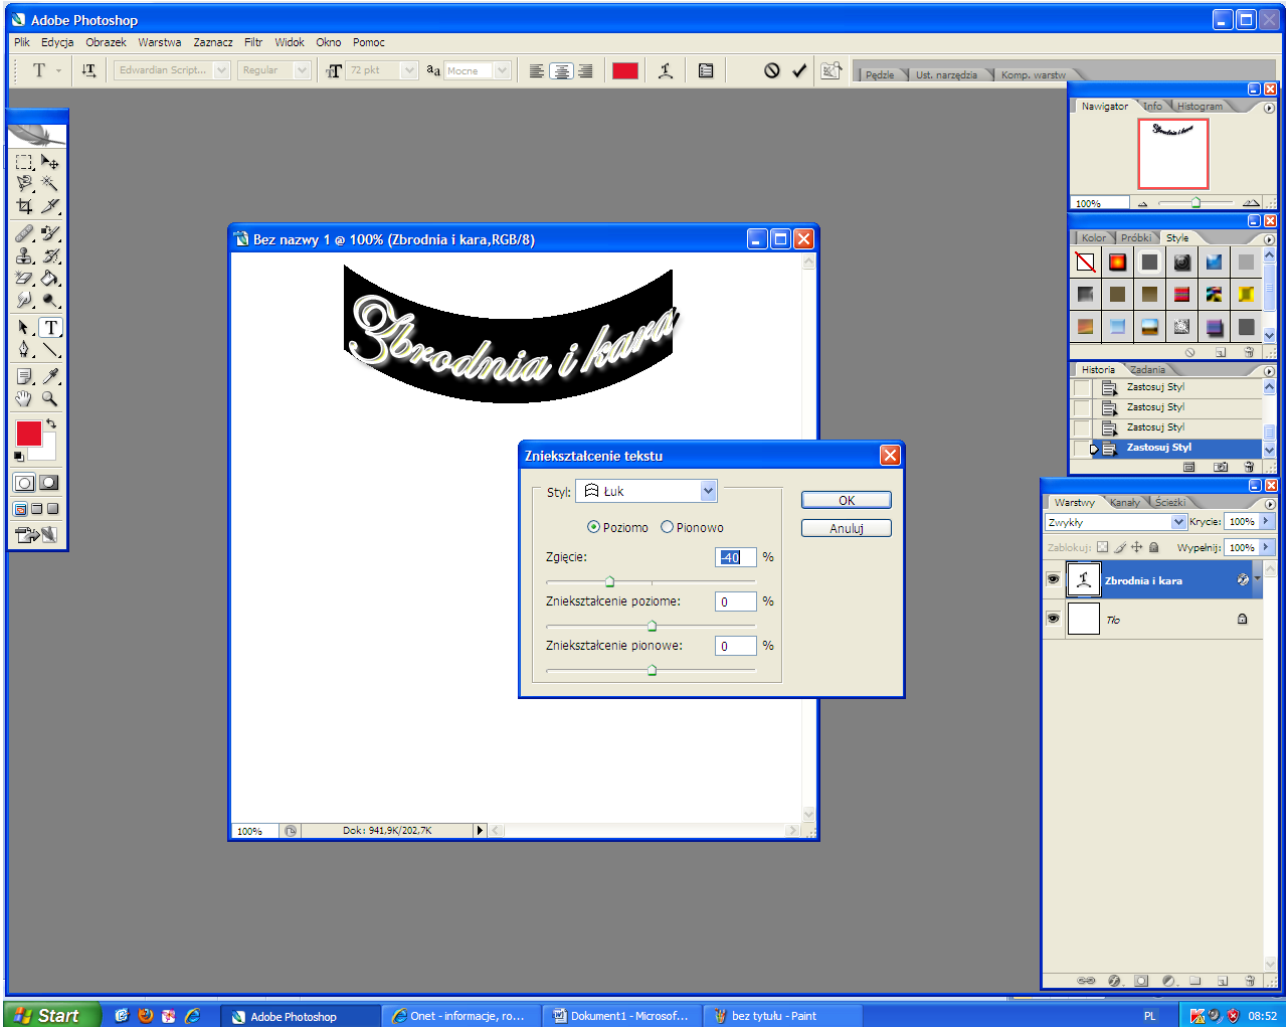 Adobe Photoshop
Plik Edycja Obrazek Warstwa Zaznacz Filtr Widok Okno Pomoc
T Edwardian Script... Regular T 72 pkt aa Mocne Pędzle Ust. narzędzia Komp. warstw
Nawigator Info Histogram
Zbrodnia i kara
100%
Kolor Próbki Style
Bez nazwy 1 @ 100% (Zbrodnia i kara,RGB/8)
Zbrodnia i kara
T
Historia Zadania
Zastosuj Styl
Zastosuj Styl
Zastosuj Styl
Zastosuj Styl
Zniekształcenie tekstu
Styl: Łuk
OK
Poziomo Pionowo
Anuluj
Zgięcie: -40 %
Zniekształcenie poziome: 0 %
Zniekształcenie pionowe: 0 %
Warstwy Kanały Ścieżki
Zwykły Krycie: 100%
Zablokuj: Wypełnij: 100%
Zbrodnia i kara
Tło
100% Dok: 941,9K/202,7K
Start Adobe Photoshop Onet - informacje, ro... Dokument1 - Microsof... bez tytułu - Paint PL 08:52